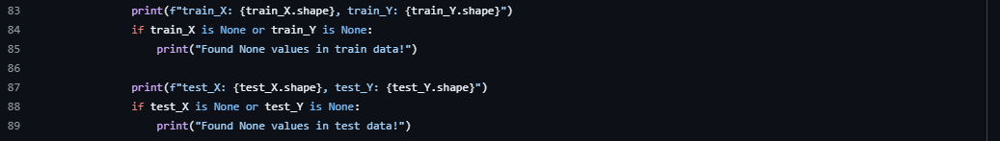 83 print(f"train_X: {train_X.shape}, train_Y: {train_Y.shape}")
84 if train_X is None or train_Y is None:
85 print("Found None values in train data!")
86
87 print(f"test_X: {test_X.shape}, test_Y: {test_Y.shape}")
88 if test_X is None or test_Y is None:
89 print("Found None values in test data!")